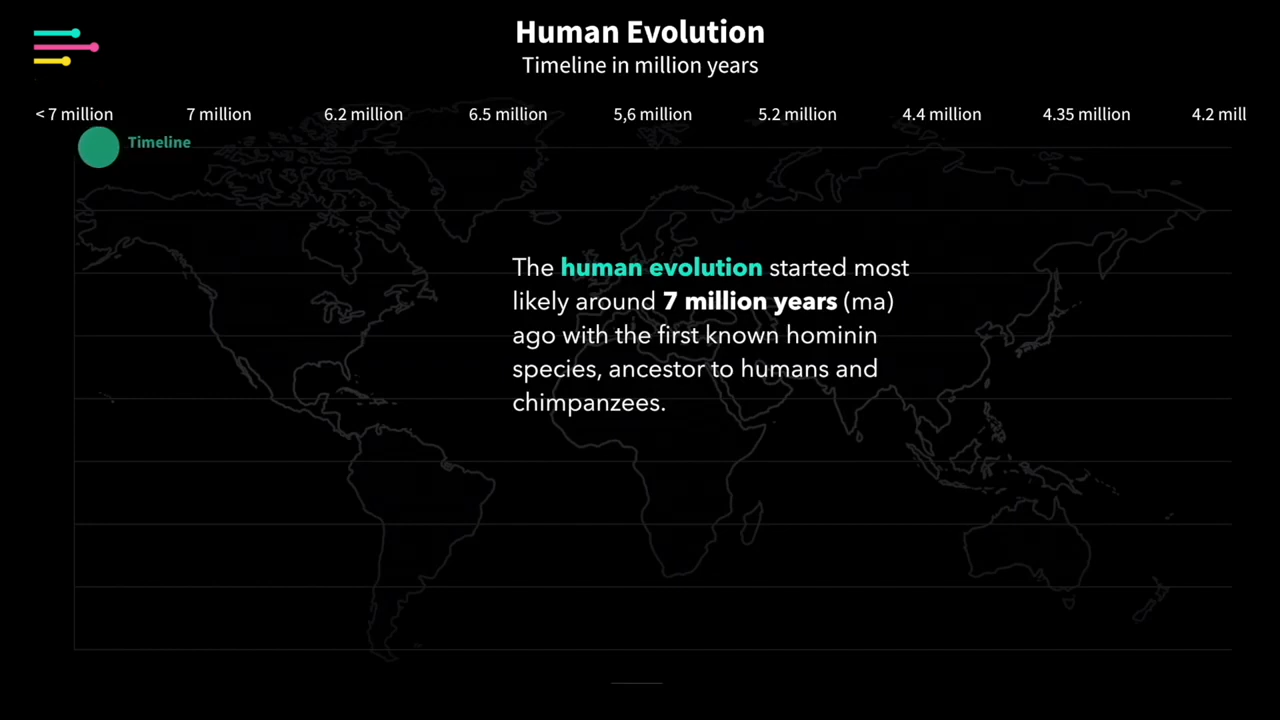 Human Evolution
Timeline in million years
< 7 million 7 million 6.2 million 6.5 million 5,6 million 5.2 million 4.4 million 4.35 million 4.2 mill
Timeline
The human evolution started most
likely around 7 million years (ma)
ago with the first known hominin
species, ancestor to humans and
chimpanzees.